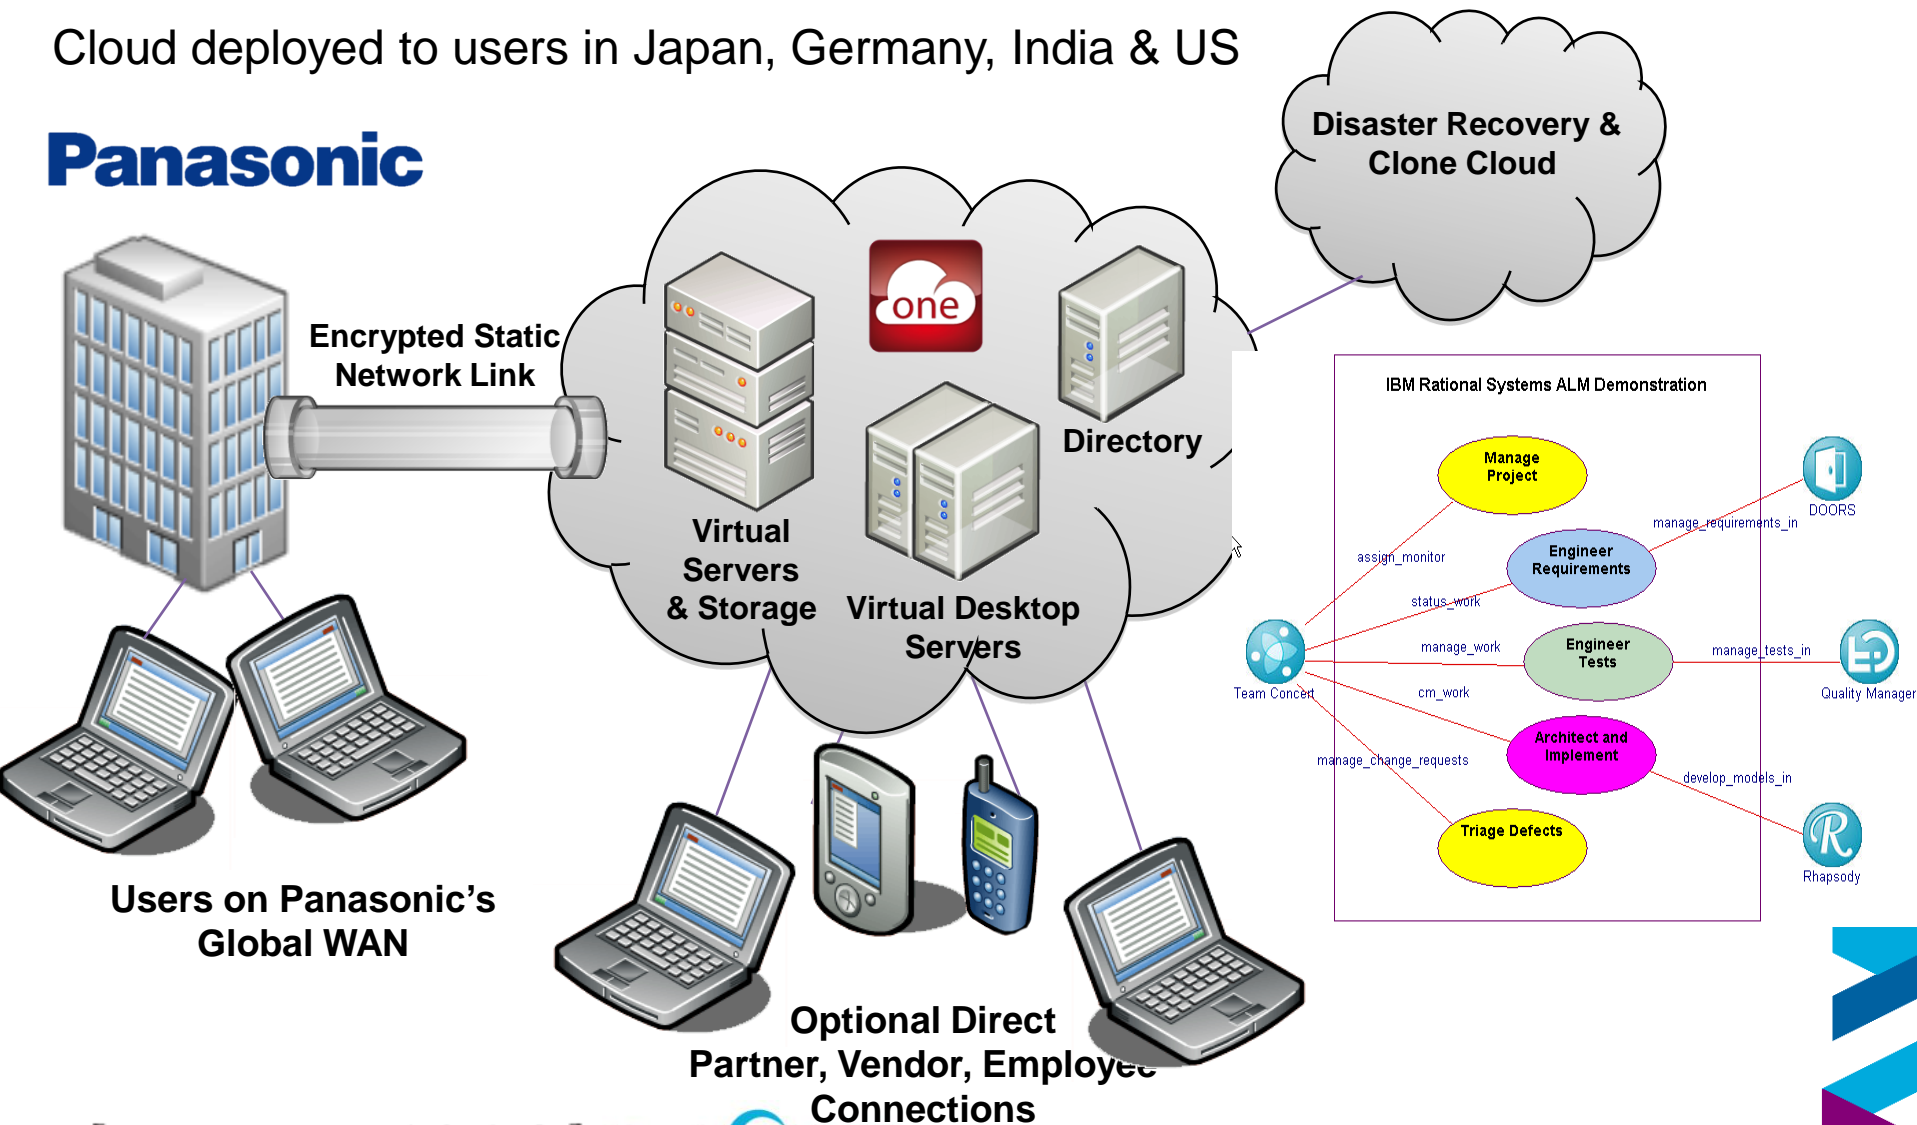 Cloud deployed to users in Japan, Germany, India & US
Panasonic
Disaster Recovery &
Clone Cloud
Encrypted Static
Network Link
one
Directory
Virtual
Servers
& Storage
Virtual Desktop
Servers
Users on Panasonic’s
Global WAN
Optional Direct
Partner, Vendor, Employee
Connections
IBM Rational Systems ALM Demonstration
Manage
Project
DOORS
manage_requirements_in
assign_monitor
Engineer
Requirements
status_work
Engineer
Tests
manage_work
manage_tests_in
Team Concert
cm_work
Quality Manager
Architect and
Implement
manage_change_requests
develop_models_in
Triage Defects
R
Rhapsody